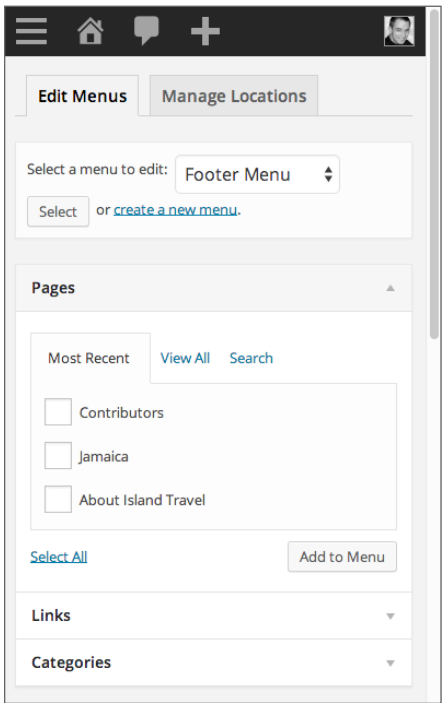 Edit Menus Manage Locations
Select a menu to edit: Footer Menu
Select or create a new menu.
Pages
Most Recent View All Search
Contributors
Jamaica
About Island Travel
Select All Add to Menu
Links
Categories